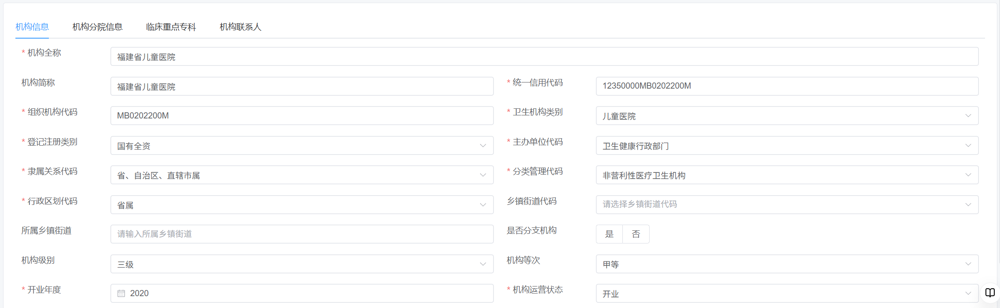 机构信息 机构分院信息 临床重点专科 机构联系人
* 机构全称 福建省儿童医院
机构简称 福建省儿童医院 * 统一信用代码 12350000MB0202200M
* 组织机构代码 MB0202200M * 卫生机构类别 儿童医院
* 登记注册类别 国有全资 * 主办单位代码 卫生健康行政部门
* 隶属关系代码 省、自治区、直辖市属 * 分类管理代码 非营利性医疗卫生机构
* 行政区划代码 省属 乡镇街道代码 请选择乡镇街道代码
所属乡镇街道 请输入所属乡镇街道 是否分支机构 是 否
机构级别 三级 机构等次 甲等
* 开业年度 2020 * 机构运营状态 开业